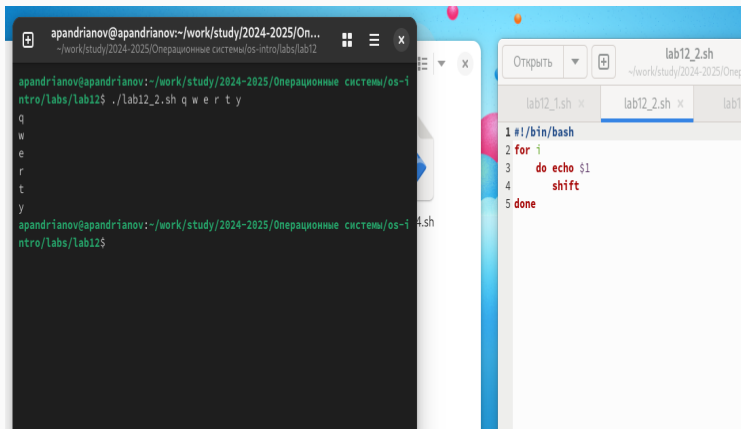 apandrianov@apandrianov:~/work/study/2024-2025/Оп...
~/work/study/2024-2025/Операционные системы/os-intro/labs/lab12
apandrianov@apandrianov:~/work/study/2024-2025/Операционные системы/os-i
ntro/labs/lab12$ ./lab12_2.sh q w e r t y
q
w
e
r
t
y
apandrianov@apandrianov:~/work/study/2024-2025/Операционные системы/os-i
ntro/labs/lab12$
4.sh
Открыть
lab12_2.sh
~/work/study/2024-2025/Опер
lab12_1.sh × lab12_2.sh × lab1
1 #!/bin/bash
2 for i
3 do echo $1
4 shift
5 done